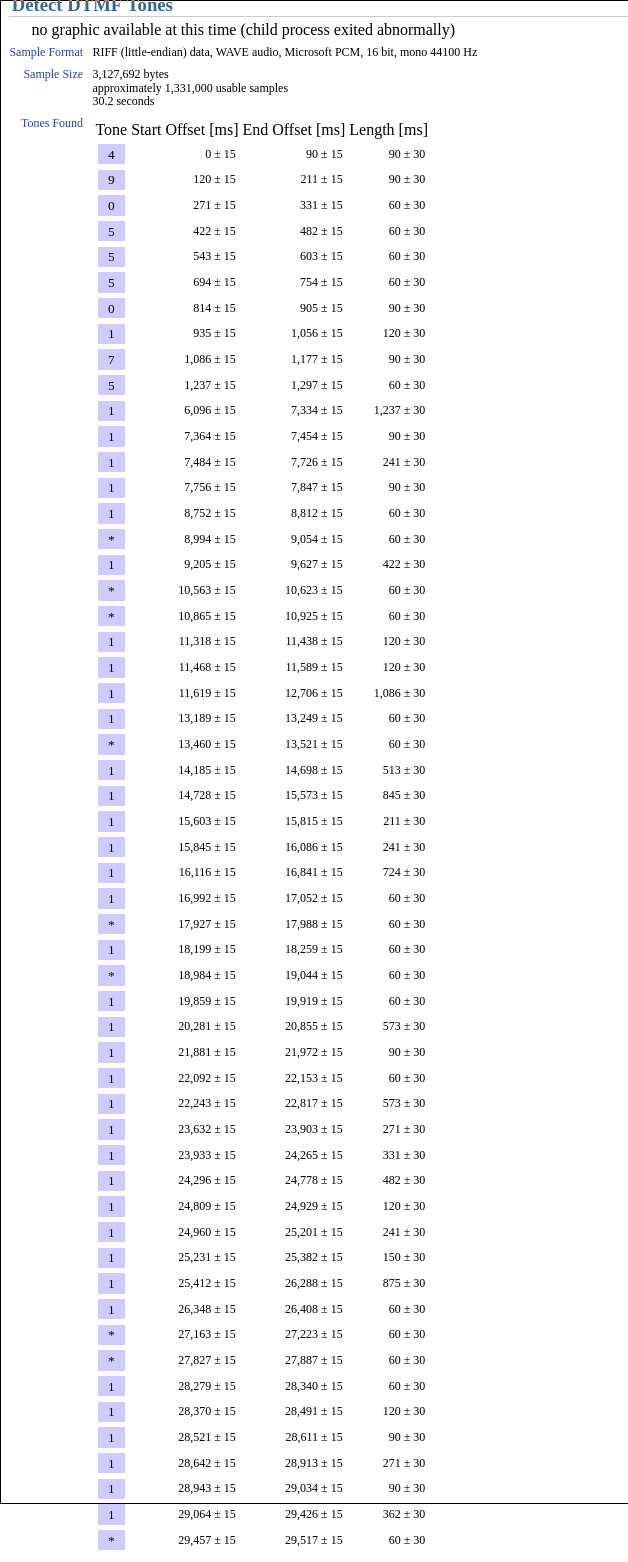 Detect DTMF Tones
no graphic available at this time (child process exited abnormally)
Sample Format RIFF (little-endian) data, WAVE audio, Microsoft PCM, 16 bit, mono 44100 Hz
Sample Size 3,127,692 bytes
approximately 1,331,000 usable samples
30.2 seconds
Tones Found
Tone Start Offset [ms] End Offset [ms] Length [ms]
4 0 ± 15 90 ± 15 90 ± 30
9 120 ± 15 211 ± 15 90 ± 30
0 271 ± 15 331 ± 15 60 ± 30
5 422 ± 15 482 ± 15 60 ± 30
5 543 ± 15 603 ± 15 60 ± 30
5 694 ± 15 754 ± 15 60 ± 30
0 814 ± 15 905 ± 15 90 ± 30
1 935 ± 15 1,056 ± 15 120 ± 30
7 1,086 ± 15 1,177 ± 15 90 ± 30
5 1,237 ± 15 1,297 ± 15 60 ± 30
1 6,096 ± 15 7,334 ± 15 1,237 ± 30
1 7,364 ± 15 7,454 ± 15 90 ± 30
1 7,484 ± 15 7,726 ± 15 241 ± 30
1 7,756 ± 15 7,847 ± 15 90 ± 30
1 8,752 ± 15 8,812 ± 15 60 ± 30
* 8,994 ± 15 9,054 ± 15 60 ± 30
1 9,205 ± 15 9,627 ± 15 422 ± 30
* 10,563 ± 15 10,623 ± 15 60 ± 30
* 10,865 ± 15 10,925 ± 15 60 ± 30
1 11,318 ± 15 11,438 ± 15 120 ± 30
1 11,468 ± 15 11,589 ± 15 120 ± 30
1 11,619 ± 15 12,706 ± 15 1,086 ± 30
1 13,189 ± 15 13,249 ± 15 60 ± 30
* 13,460 ± 15 13,521 ± 15 60 ± 30
1 14,185 ± 15 14,698 ± 15 513 ± 30
1 14,728 ± 15 15,573 ± 15 845 ± 30
1 15,603 ± 15 15,815 ± 15 211 ± 30
1 15,845 ± 15 16,086 ± 15 241 ± 30
1 16,116 ± 15 16,841 ± 15 724 ± 30
1 16,992 ± 15 17,052 ± 15 60 ± 30
* 17,927 ± 15 17,988 ± 15 60 ± 30
1 18,199 ± 15 18,259 ± 15 60 ± 30
* 18,984 ± 15 19,044 ± 15 60 ± 30
1 19,859 ± 15 19,919 ± 15 60 ± 30
1 20,281 ± 15 20,855 ± 15 573 ± 30
1 21,881 ± 15 21,972 ± 15 90 ± 30
1 22,092 ± 15 22,153 ± 15 60 ± 30
1 22,243 ± 15 22,817 ± 15 573 ± 30
1 23,632 ± 15 23,903 ± 15 271 ± 30
1 23,933 ± 15 24,265 ± 15 331 ± 30
1 24,296 ± 15 24,778 ± 15 482 ± 30
1 24,809 ± 15 24,929 ± 15 120 ± 30
1 24,960 ± 15 25,201 ± 15 241 ± 30
1 25,231 ± 15 25,382 ± 15 150 ± 30
1 25,412 ± 15 26,288 ± 15 875 ± 30
1 26,348 ± 15 26,408 ± 15 60 ± 30
* 27,163 ± 15 27,223 ± 15 60 ± 30
* 27,827 ± 15 27,887 ± 15 60 ± 30
1 28,279 ± 15 28,340 ± 15 60 ± 30
1 28,370 ± 15 28,491 ± 15 120 ± 30
1 28,521 ± 15 28,611 ± 15 90 ± 30
1 28,642 ± 15 28,913 ± 15 271 ± 30
1 28,943 ± 15 29,034 ± 15 90 ± 30
1 29,064 ± 15 29,426 ± 15 362 ± 30
* 29,457 ± 15 29,517 ± 15 60 ± 30